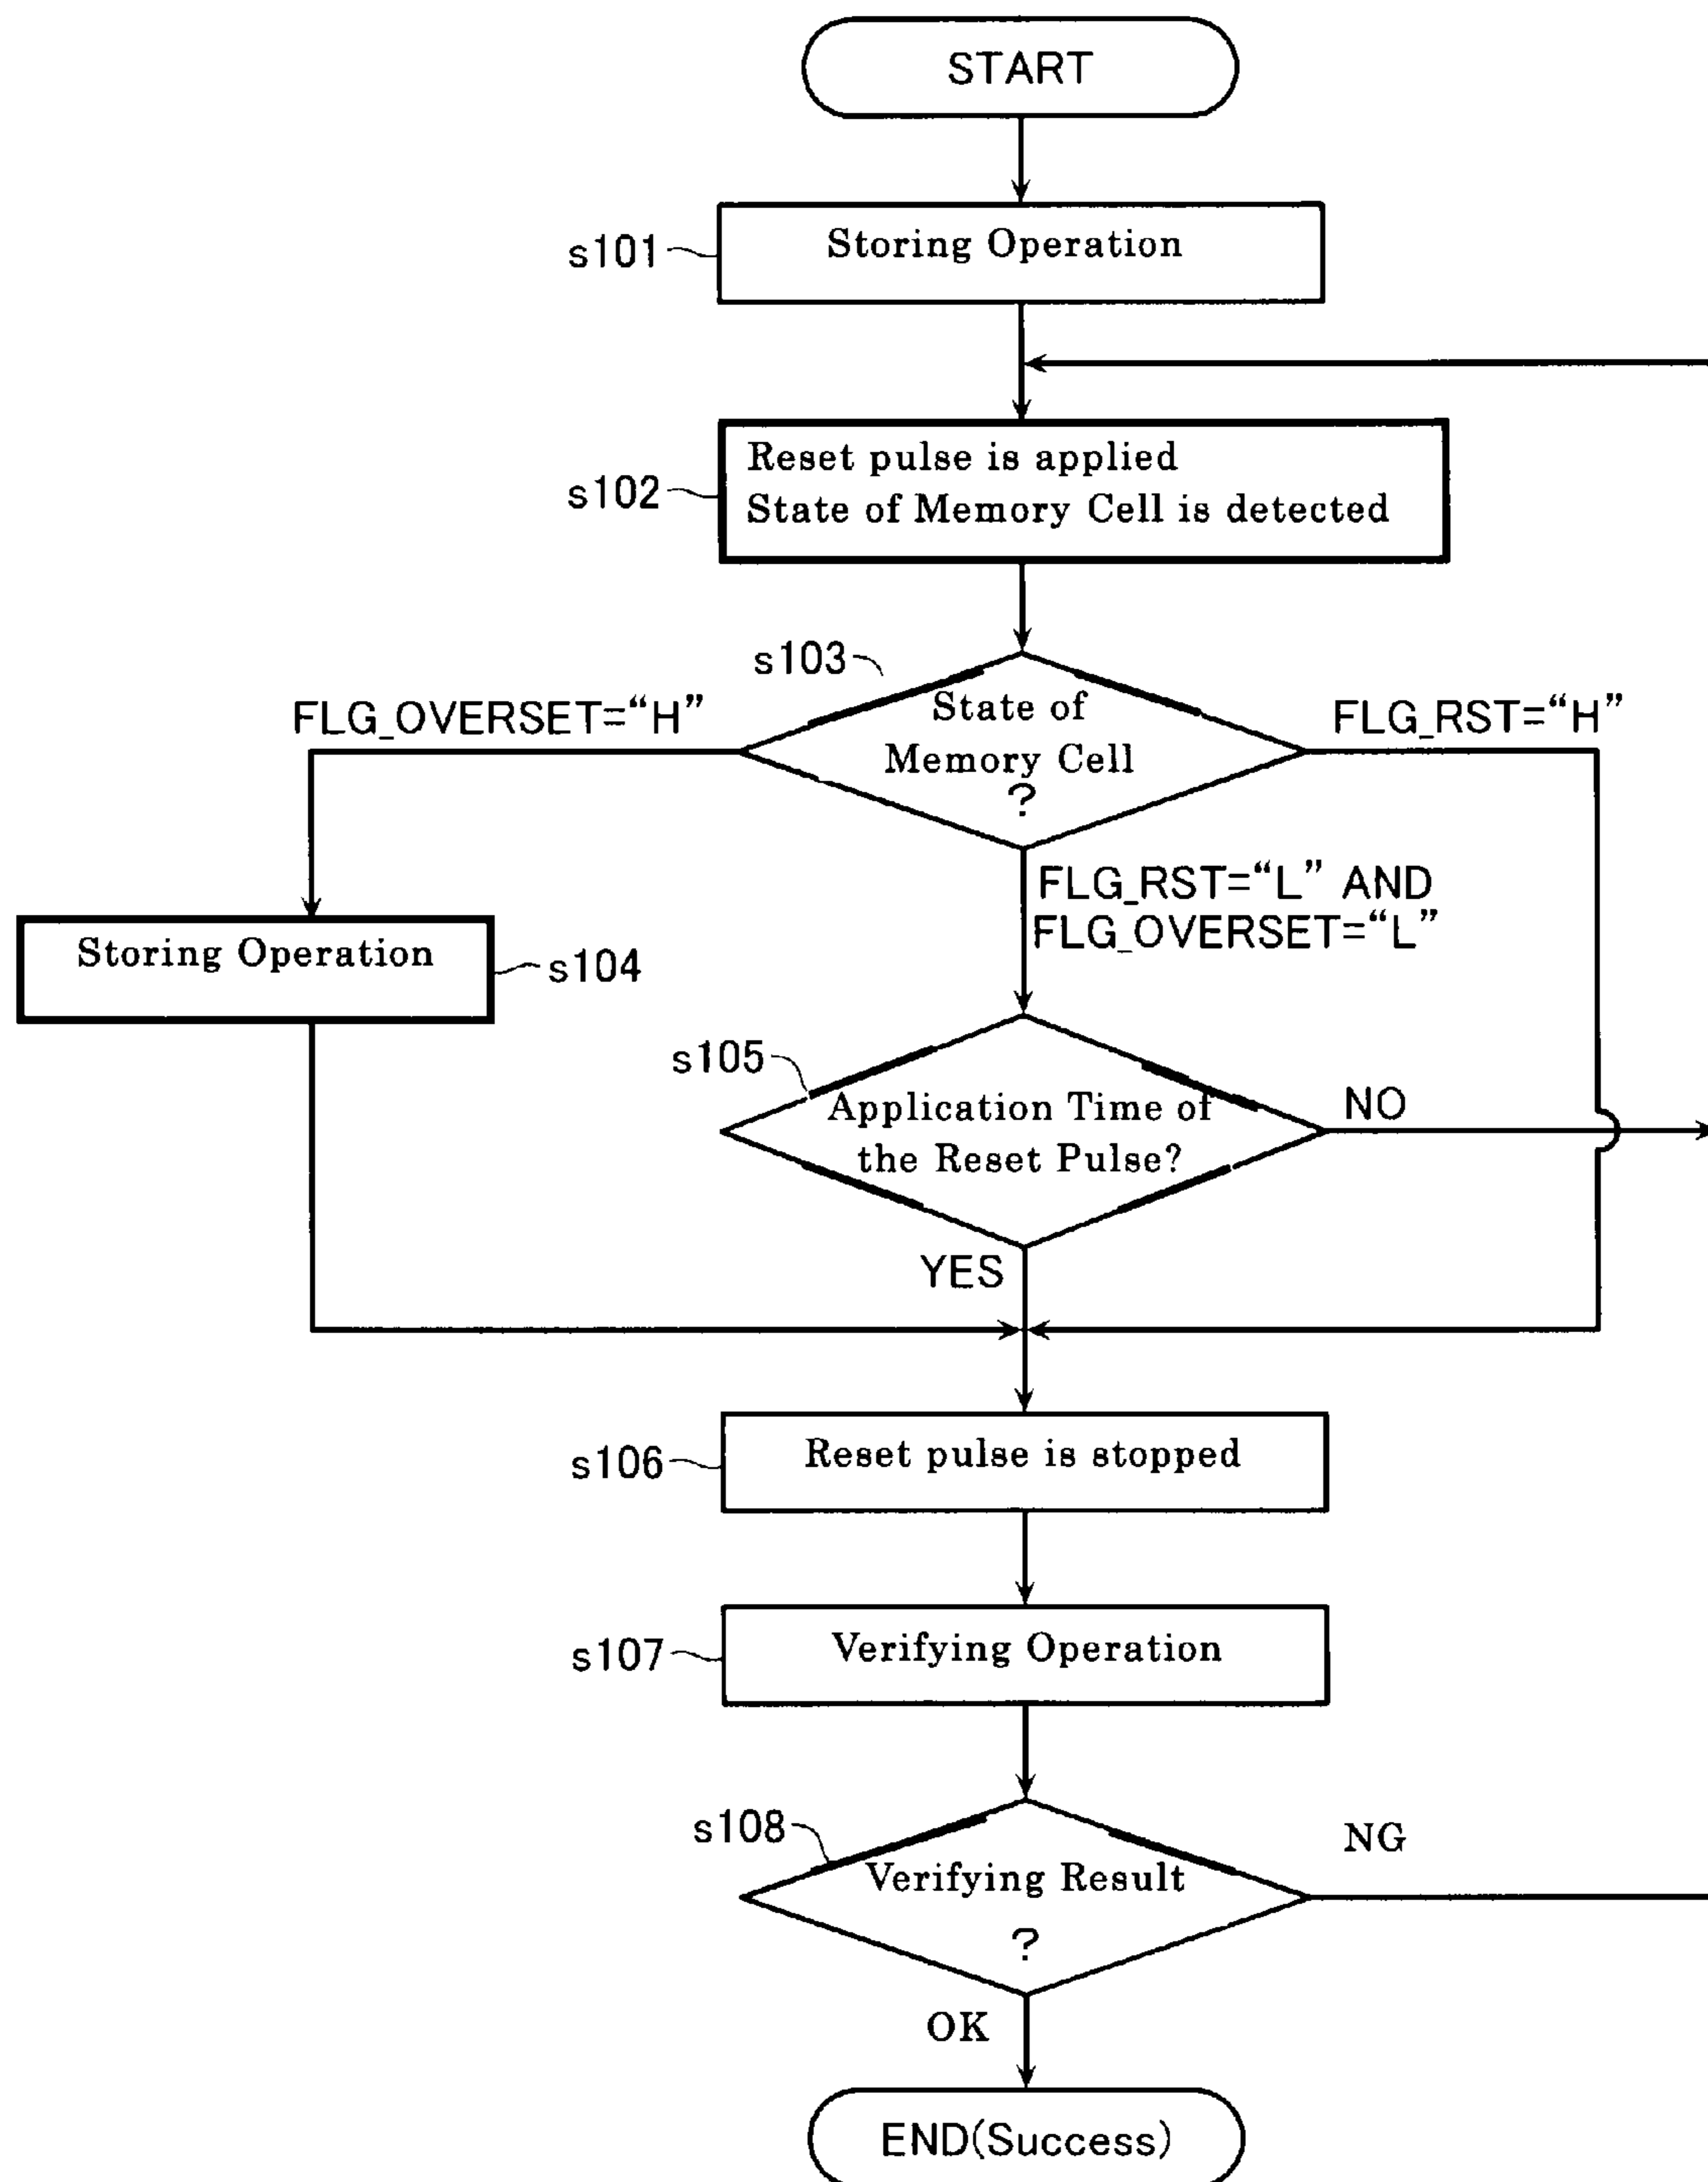 START
s101
Storing Operation
s102
Reset pulse is applied
State of Memory Cell is detected
s103
FLG_OVERSET=“H”
State of
Memory Cell
?
FLG_RST=“H”
FLG_RST=“L” AND
FLG_OVERSET=“L”
Storing Operation
s104
s105
Application Time of
the Reset Pulse?
NO
YES
s106
Reset pulse is stopped
s107
Verifying Operation
s108
Verifying Result
?
NG
OK
END(Success)